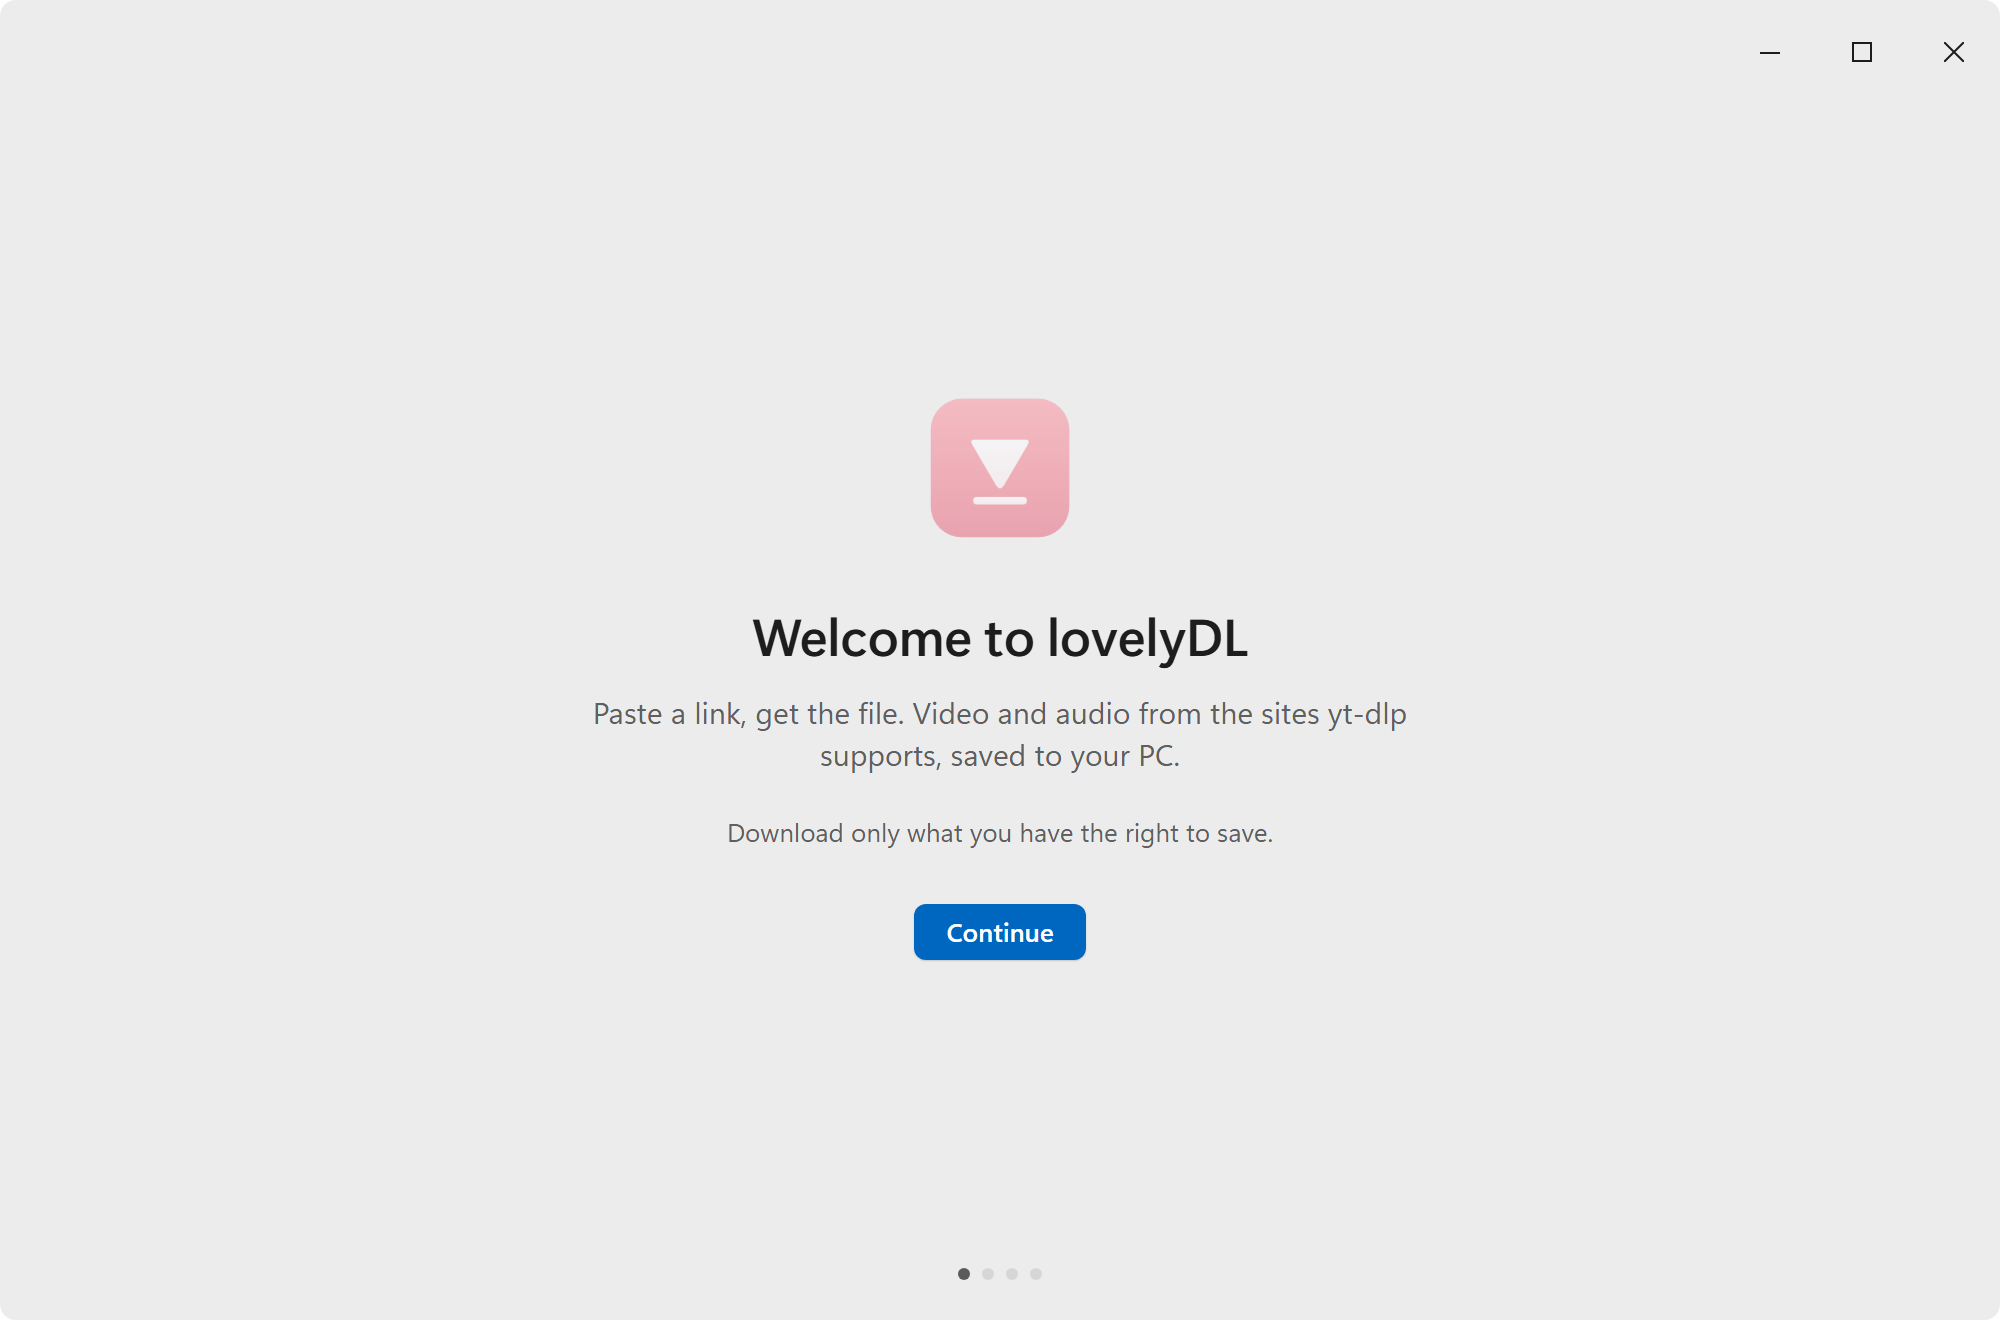 Welcome to lovelyDL
Paste a link, get the file. Video and audio from the sites yt-dlp
supports, saved to your PC.
Download only what you have the right to save.
Continue